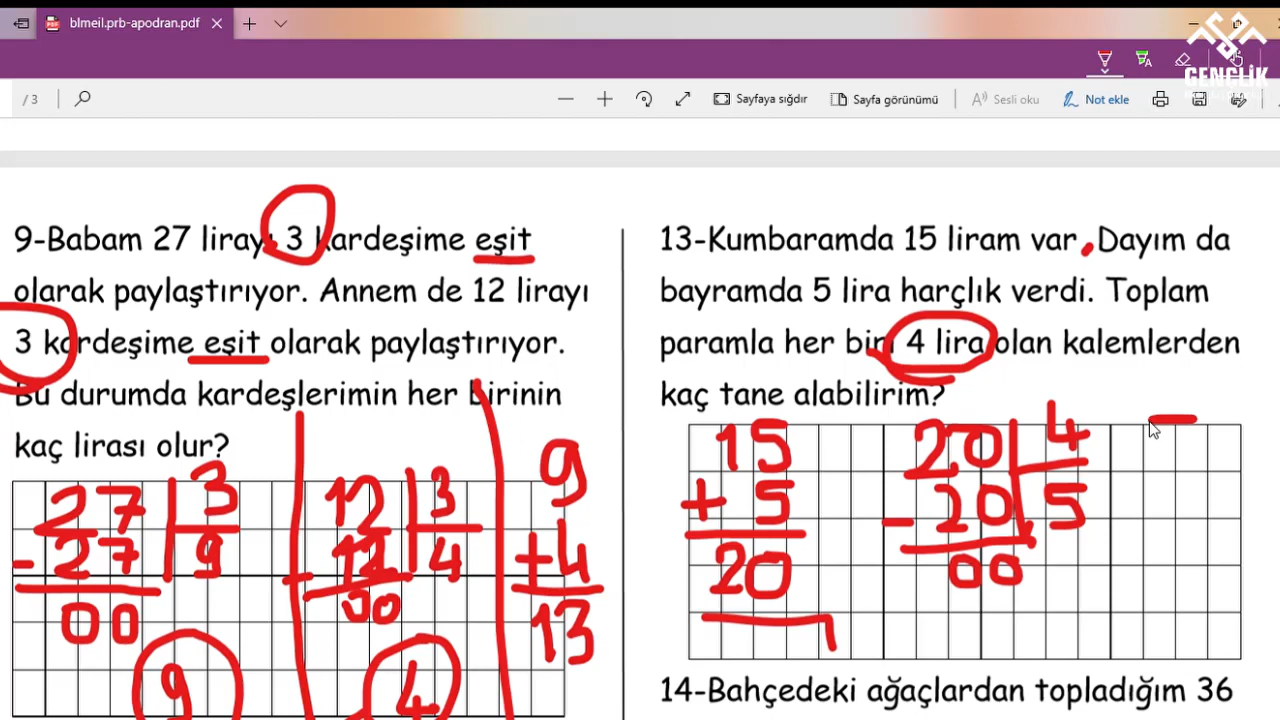 blmeil.prb-apodran.pdf
GENÇLİK
/ 3
Sayfaya sığdır
Sayfa görünümü
Sesli oku
Not ekle
9-Babam 27 lirayı 3 kardeşime eşit
olarak paylaştırıyor. Annem de 12 lirayı
3 kardeşime eşit olarak paylaştırıyor.
Bu durumda kardeşlerimin her birinin
kaç lirası olur?
27 3
- 27 9
00
9
12 3
- 12 4
00
4
9
+ 4
13
13-Kumbaramda 15 liram var. Dayım da
bayramda 5 lira harçlık verdi. Toplam
paramla her biri 4 lira olan kalemlerden
kaç tane alabilirim?
15
+ 5
20
20 4
- 20 5
00
14-Bahçedeki ağaçlardan topladığım 36